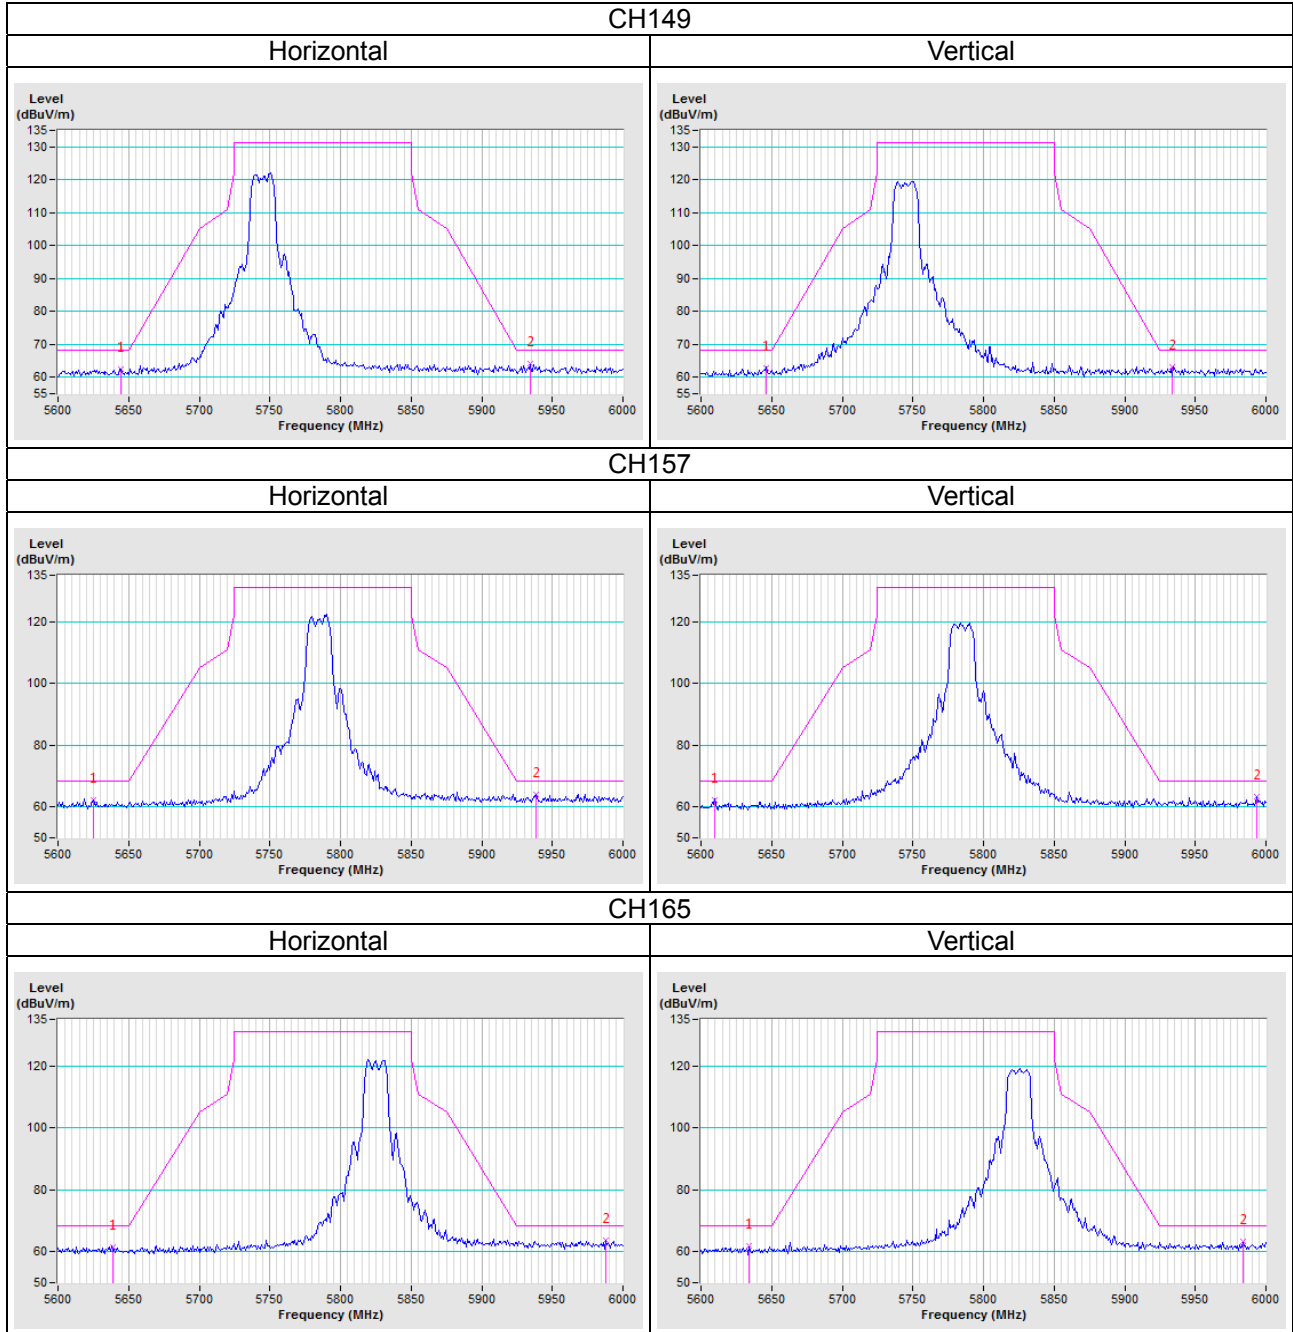 CH149
Horizontal Vertical
Level Level
(dBuV/m) (dBuV/m)
135 135
130 130
120 120
110 110
100 100
90 90
80 80
70 70
1 2 1 2
60 60
55 55
5600 5650 5700 5750 5800 5850 5900 5950 6000 5600 5650 5700 5750 5800 5850 5900 5950 6000
Frequency (MHz) Frequency (MHz)
CH157
Horizontal Vertical
Level Level
(dBuV/m) (dBuV/m)
135 135
120 120
100 100
80 80
1 2 1 2
60 60
50 50
5600 5650 5700 5750 5800 5850 5900 5950 6000 5600 5650 5700 5750 5800 5850 5900 5950 6000
Frequency (MHz) Frequency (MHz)
CH165
Horizontal Vertical
Level Level
(dBuV/m) (dBuV/m)
135 135
120 120
100 100
80 80
1 2 1 2
60 60
50 50
5600 5650 5700 5750 5800 5850 5900 5950 6000 5600 5650 5700 5750 5800 5850 5900 5950 6000
Frequency (MHz) Frequency (MHz)